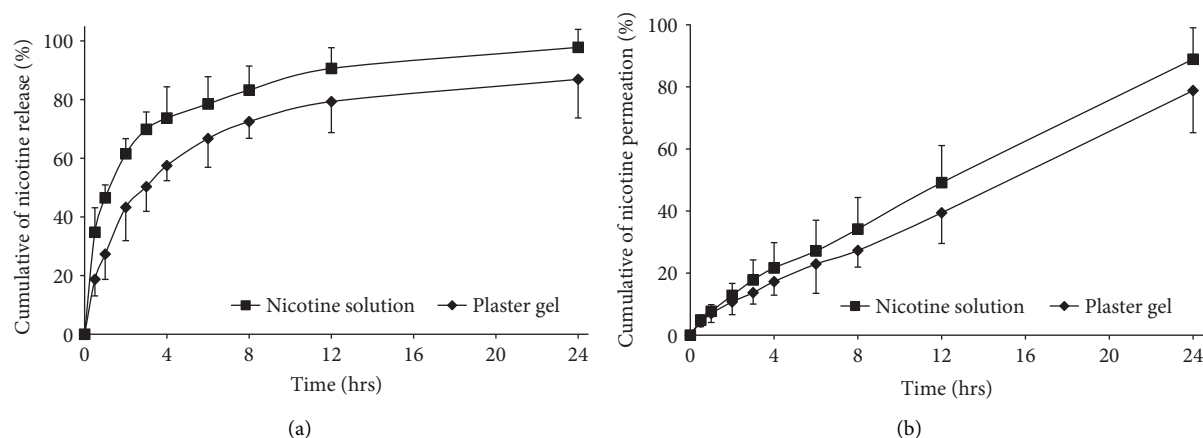 Cumulative of nicotine release (%)
100
80
60
40
20
0
0 4 8 12 16 20 24
Time (hrs)
Nicotine solution Plaster gel
(a)
Cumulative of nicotine permeation (%)
100
80
60
40
20
0
0 4 8 12 16 20 24
Time (hrs)
Nicotine solution Plaster gel
(b)